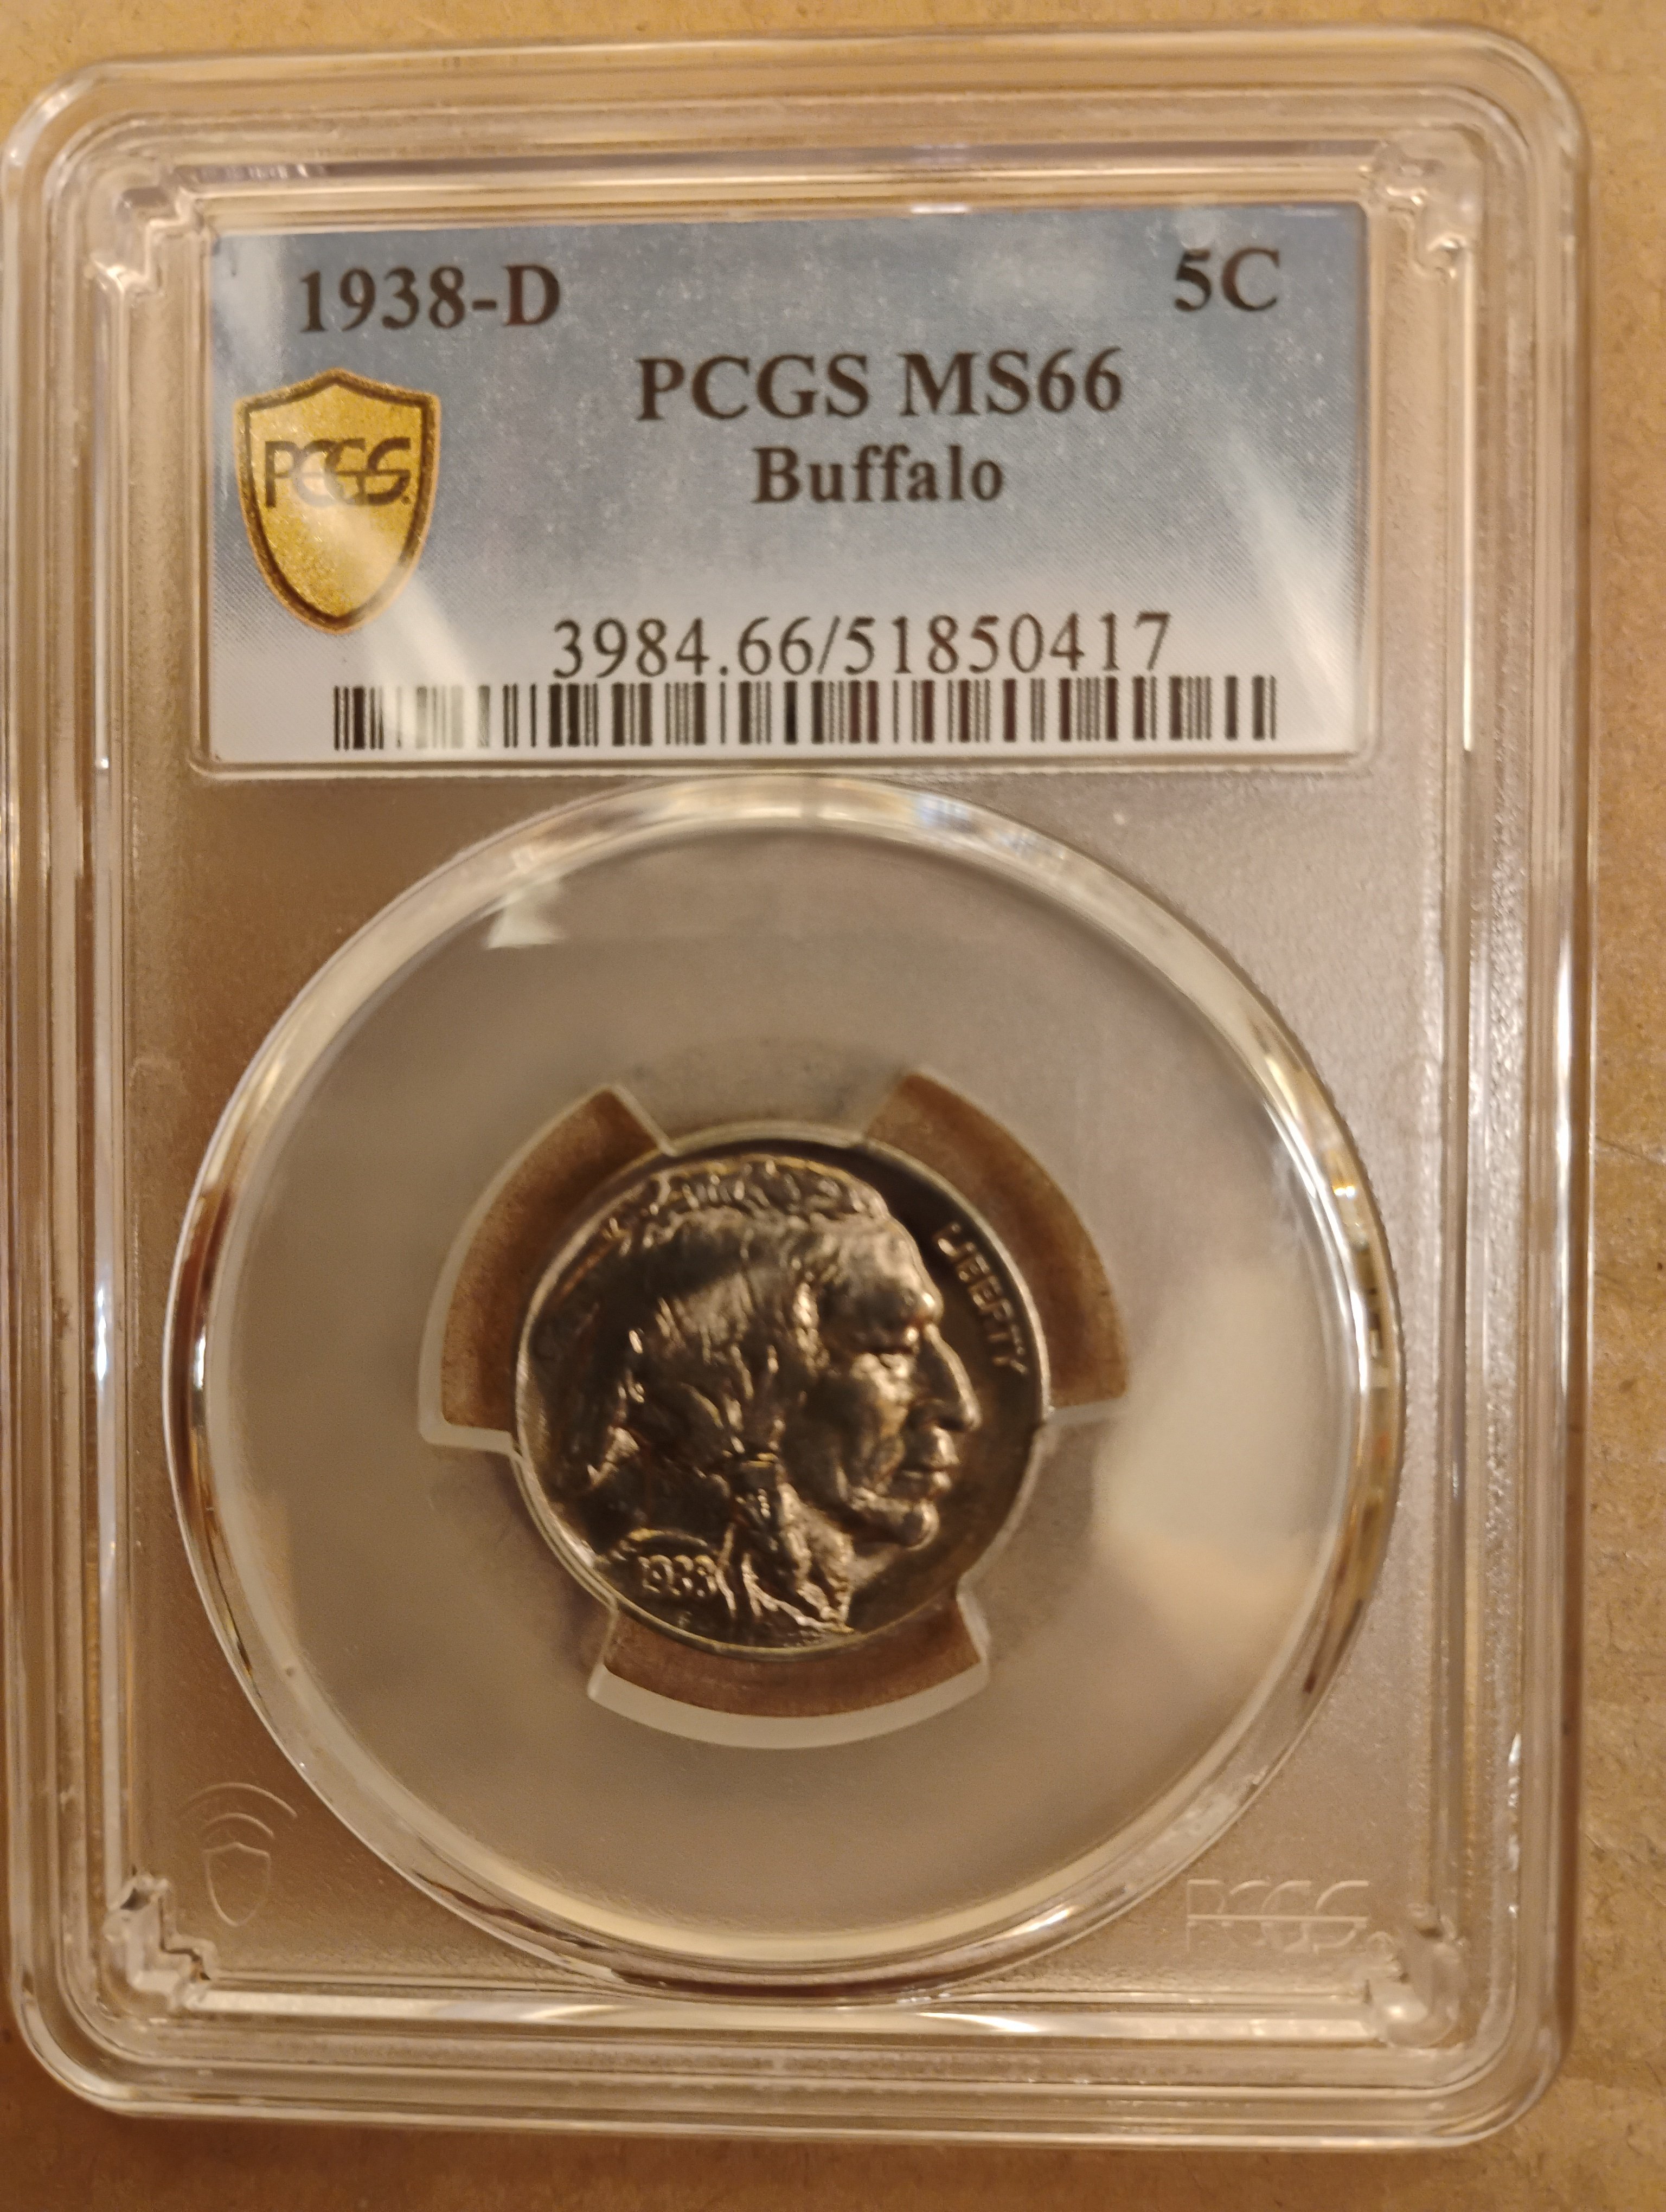 1938-D 5C
PCGS MS66
PCGS
Buffalo
3984.66/51850417
LIBERTY
1938
PCGS